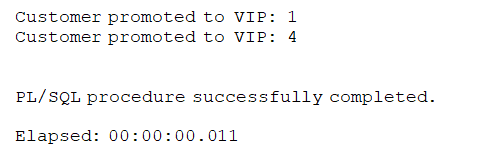 Customer promoted to VIP: 1
Customer promoted to VIP: 4
PL/SQL procedure successfully completed.
Elapsed: 00:00:00.011